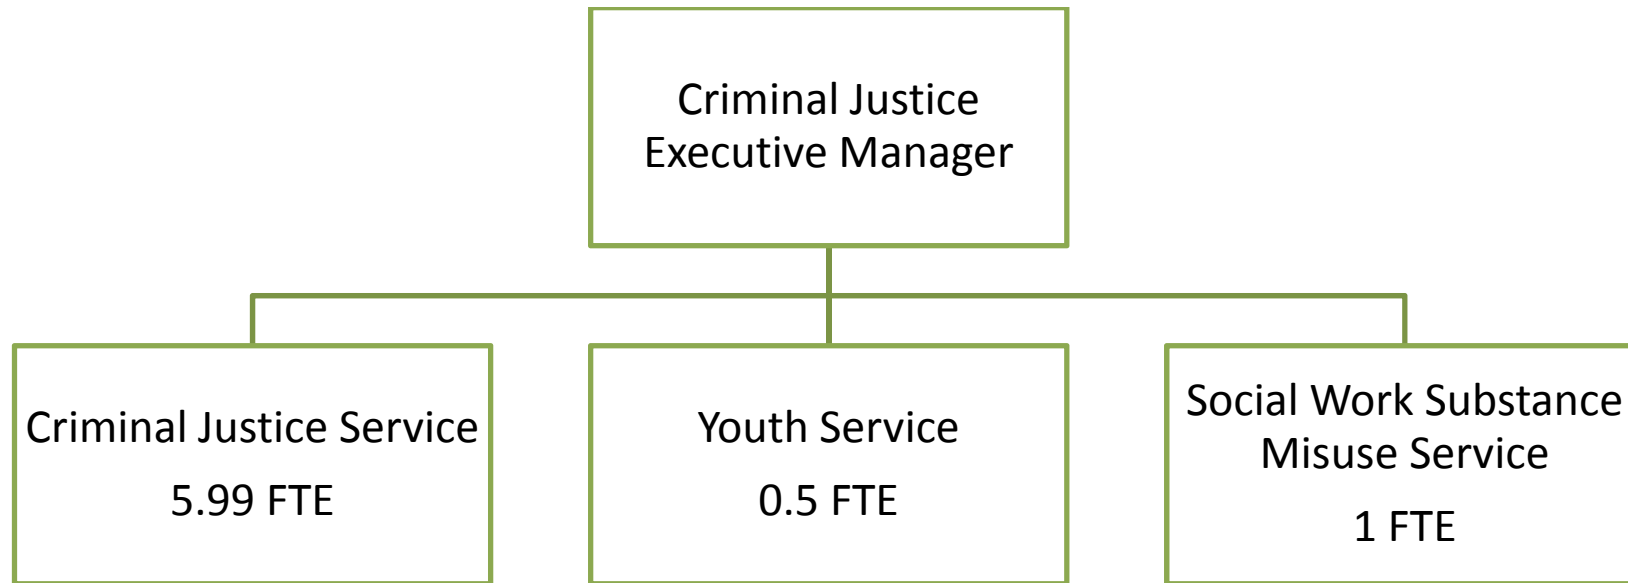 Criminal Justice
Executive Manager
Criminal Justice Service
5.99 FTE
Youth Service
0.5 FTE
Social Work Substance
Misuse Service
1 FTE